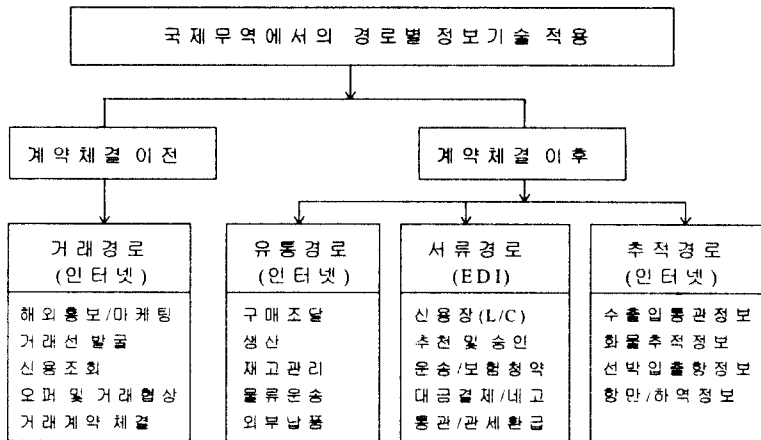 국제무역에서의 경로별 정보기술 적용
계약체결 이전
계약체결 이후
거래경로
(인터넷)
해외홍보/마케팅
거래선 발굴
신용조회
오퍼 및 거래협상
거래계약 체결
유통경로
(인터넷)
구매조달
생산
재고관리
물류운송
외부납품
서류경로
(EDI)
신용장(L/C)
추천 및 승인
운송/보험청약
대금결제/네고
통관/관세환급
추적경로
(인터넷)
수출입통관정보
화물추적정보
선박입출항정보
항만/하역정보